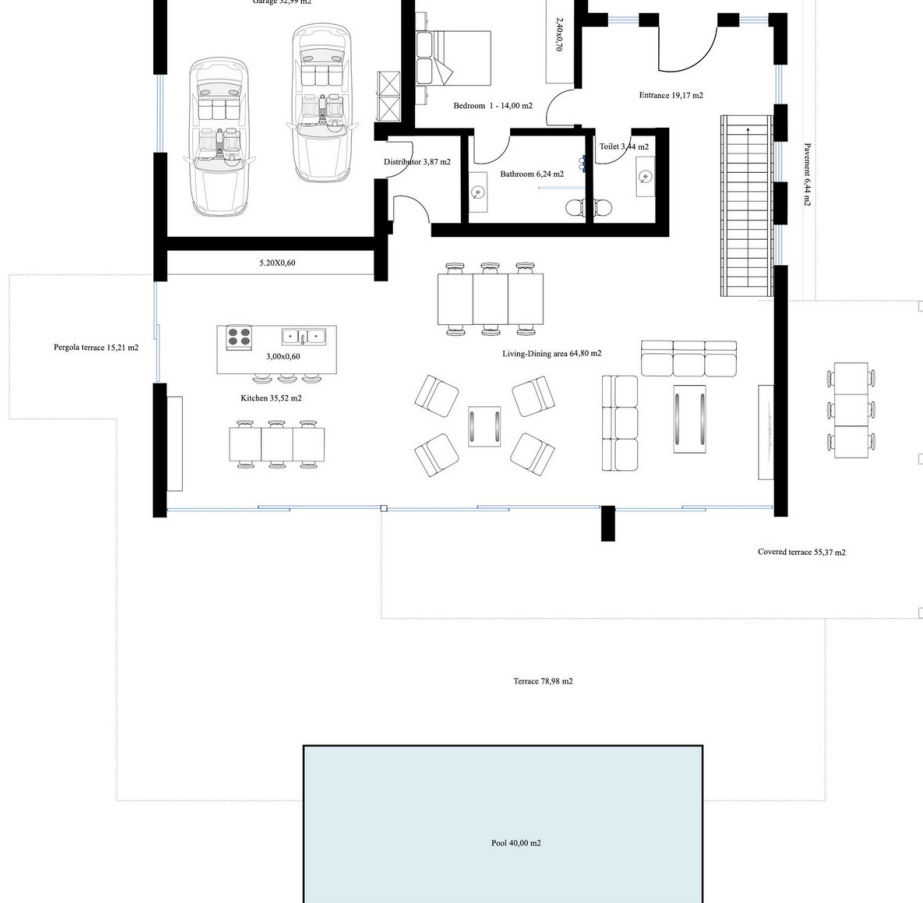 Garage 32,99 m2
2,40x0,70
Bedroom 1 - 14,00 m2
Entrance 19,17 m2
Toilet 3,44 m2
Distributor 3,87 m2
Bathroom 6,24 m2
Pavement 6,44 m2
5.20X0,60
Pergola terrace 15,21 m2
3,00x0,60
Living-Dining area 64,80 m2
Kitchen 35,52 m2
Covered terrace 55,37 m2
Terrace 78,98 m2
Pool 40,00 m2